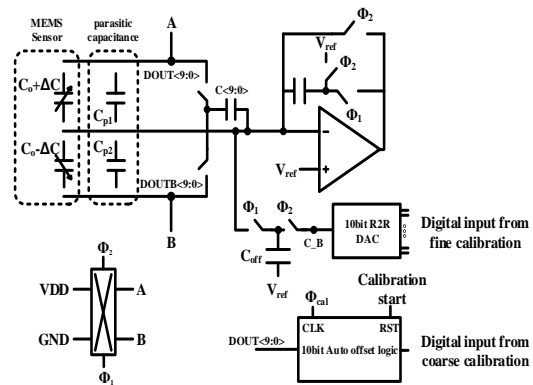 MEMS
Sensor
parasitic
capacitance
A
DOUT<9:0>
C<9:0>
Φ2
Vref
Φ2
Φ1
Co+ΔC
Cp1
Co-ΔC
Cp2
DOUTB<9:0>
B
Vref
Φ1
Φ2
Coff
C_B
Vref
10bit R2R
DAC
Digital input from
fine calibration
Φ2
VDD
A
GND
B
Φ1
Φcal
Calibration
start
CLK
RST
DOUT<9:0>
10bit Auto offset logic
Digital input from
coarse calibration